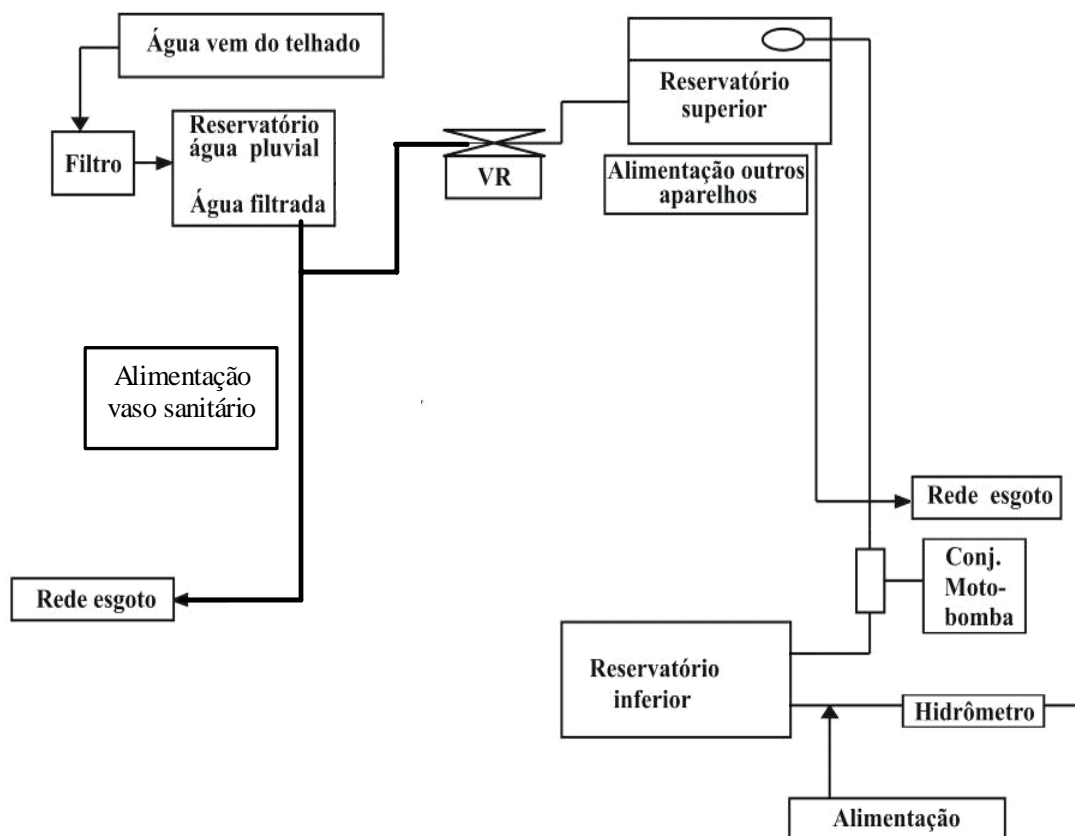 Água vem do telhado
Filtro
Reservatório
água pluvial
Água filtrada
VR
Reservatório
superior
Alimentação outros
aparelhos
Alimentação
vaso sanitário
Rede esgoto
Rede esgoto
Conj.
Moto-
bomba
Reservatório
inferior
Hidrômetro
Alimentação